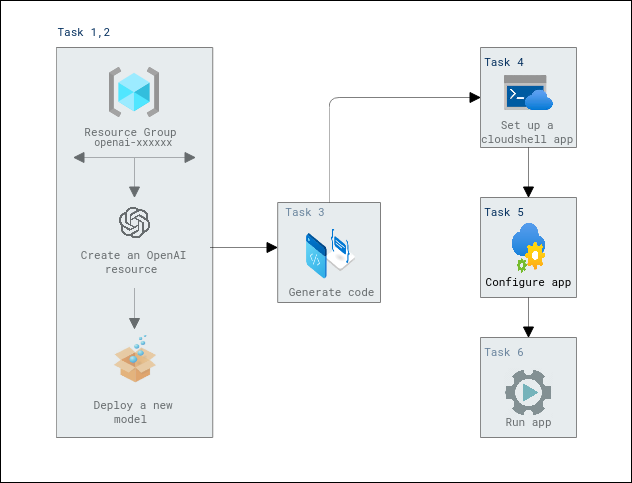 Task 1,2
Resource Group
openai-xxxxxx
Create an OpenAI
resource
Deploy a new
model
Task 3
Generate code
Task 4
Set up a
cloudshell app
Task 5
Configure app
Task 6
Run app